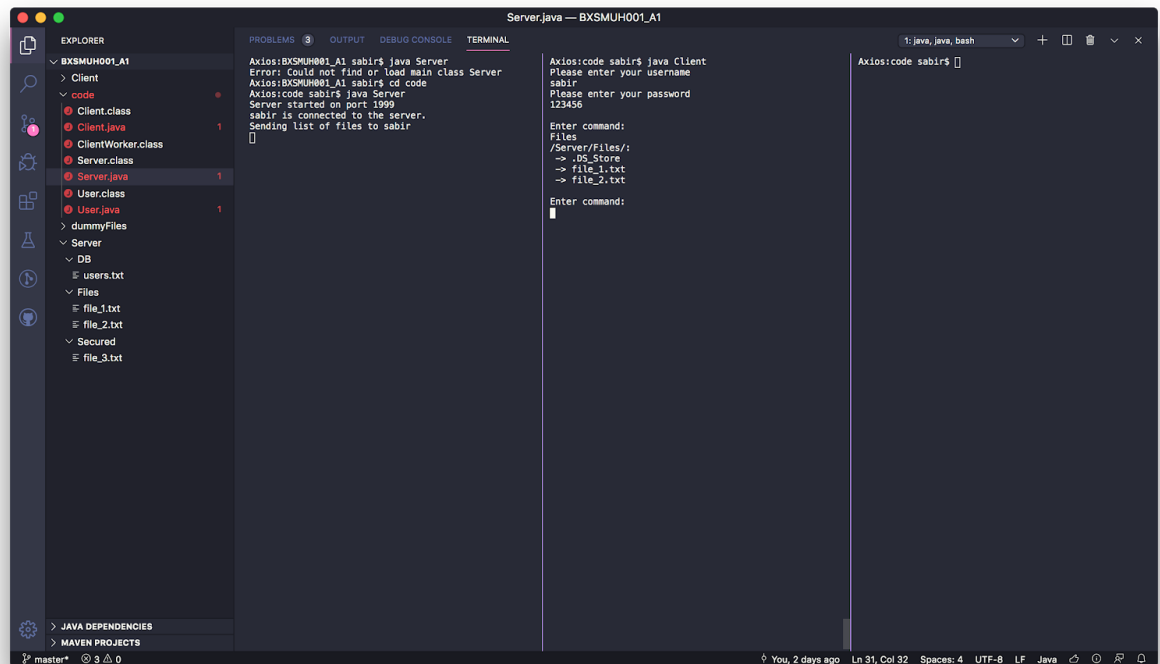 Server.java — BXSMUH001_A1
EXPLORER
BXSMUH001_A1
Client
code
Client.class
Client.java 1
ClientWorker.class
Server.class
Server.java 1
User.class
User.java 1
dummyFiles
Server
DB
users.txt
Files
file_1.txt
file_2.txt
Secured
file_3.txt
JAVA DEPENDENCIES
MAVEN PROJECTS
1
PROBLEMS 3 OUTPUT DEBUG CONSOLE TERMINAL
1: java, java, bash
Axios:BXSMUH001_A1 sabir$ java Server
Error: Could not find or load main class Server
Axios:BXSMUH001_A1 sabir$ cd code
Axios:code sabir$ java Server
Server started on port 1999
sabir is connected to the server.
Sending list of files to sabir
Axios:code sabir$ java Client
Please enter your username
sabir
Please enter your password
123456
Enter command:
Files
/Server/Files/:
-> .DS_Store
-> file_1.txt
-> file_2.txt
Enter command:
Axios:code sabir$
master* 3 0
You, 2 days ago Ln 31, Col 32 Spaces: 4 UTF-8 LF Java